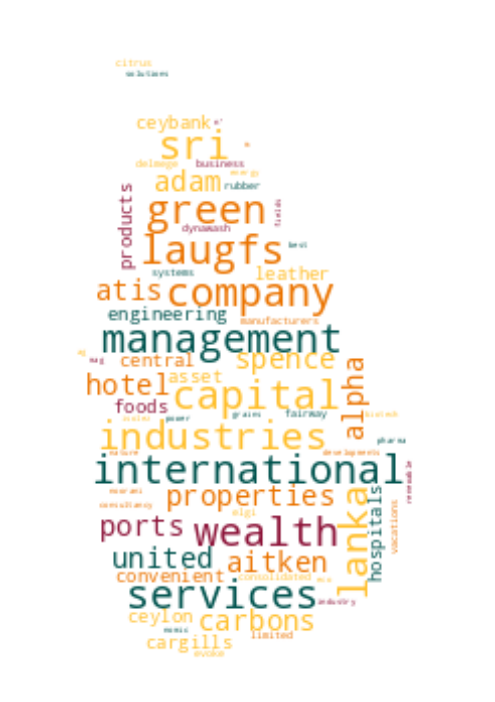 citrus
solutions
ceybank
sri
delmege
business
energy
adam
rubber
products
green
fields
dynawash
laugfs
best
systems
leather
atis
company
engineering
manufacturers
management
central
spence
hotel
asset
capital
alpha
foods
grains
fairway
biotech
power
industries
pharma
nature
developments
international
renewable
properties
consultancy
elgi
ports
wealth
lanka
hospitals
vacations
united
aitken
convenient
consolidated
services
industry
ceylon
carbons
limited
cargills
evoke